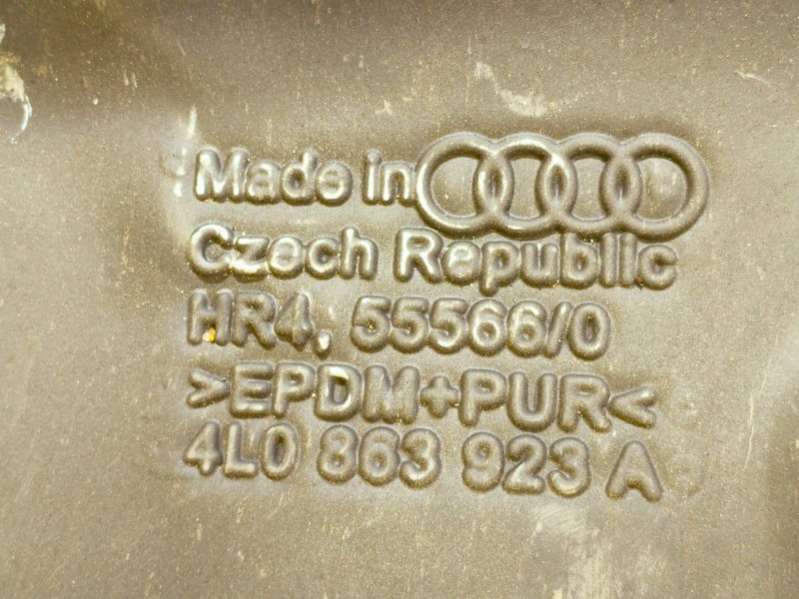 Made in
Czech Republic
HR4, 55566/0
>EPDM+PUR<
4L0 863 923 A